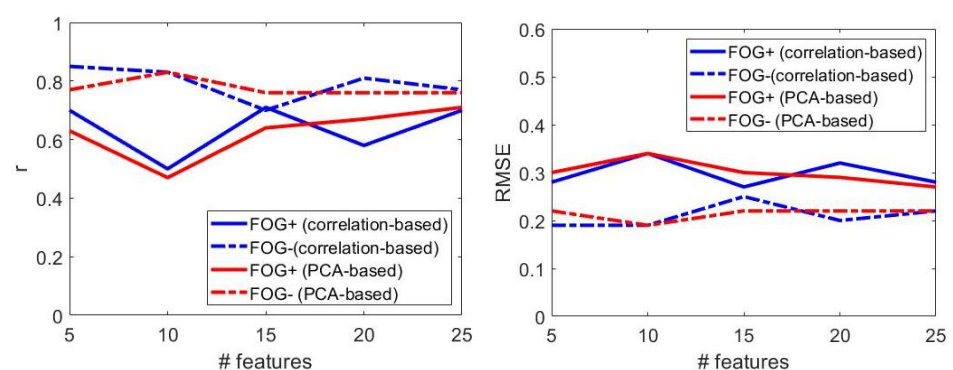 1
0.8
0.6
0.4
0.2
0
r
5
10
15
20
25
# features
FOG+ (correlation-based)
FOG-(correlation-based)
FOG+ (PCA-based)
FOG- (PCA-based)
0.6
0.5
0.4
0.3
0.2
0.1
0
RMSE
5
10
15
20
25
# features
FOG+ (correlation-based)
FOG-(correlation-based)
FOG+ (PCA-based)
FOG- (PCA-based)